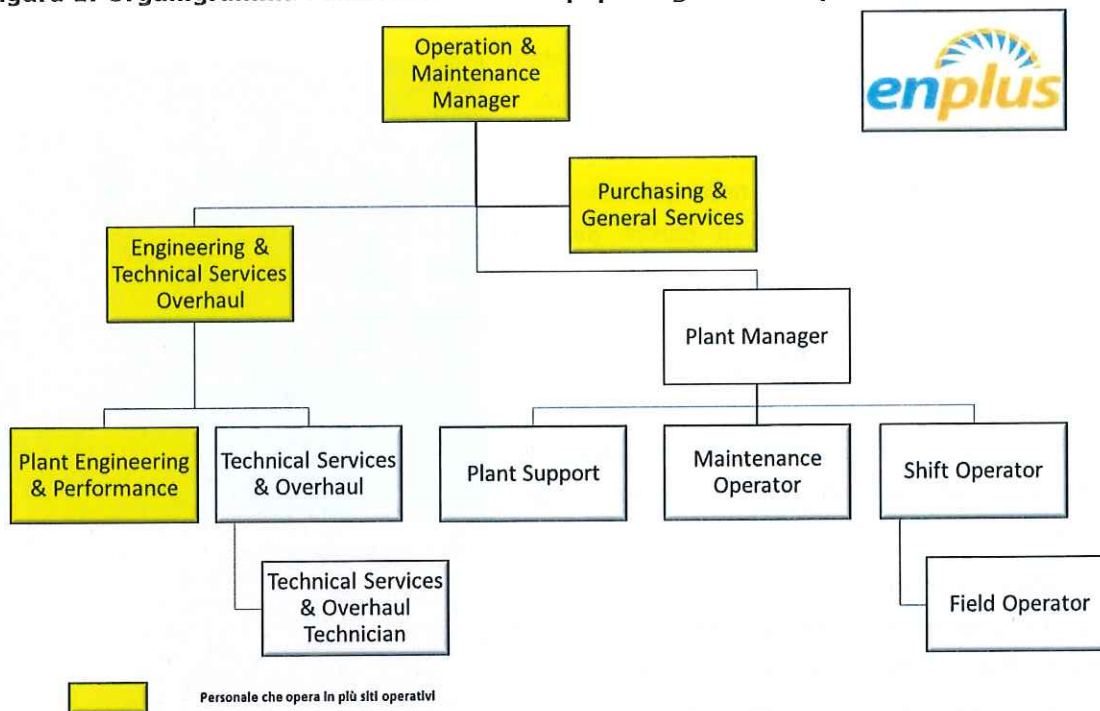 Operation &
Maintenance
Manager
enplus
Purchasing &
General Services
Engineering &
Technical Services
Overhaul
Plant Manager
Plant Engineering
& Performance
Technical Services
& Overhaul
Plant Support
Maintenance
Operator
Shift Operator
Technical Services
& Overhaul
Technician
Field Operator
Personale che opera in più siti operativi